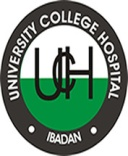 UNIVERSITY COLLEGE HOSPITAL
UCH
· IBADAN ·